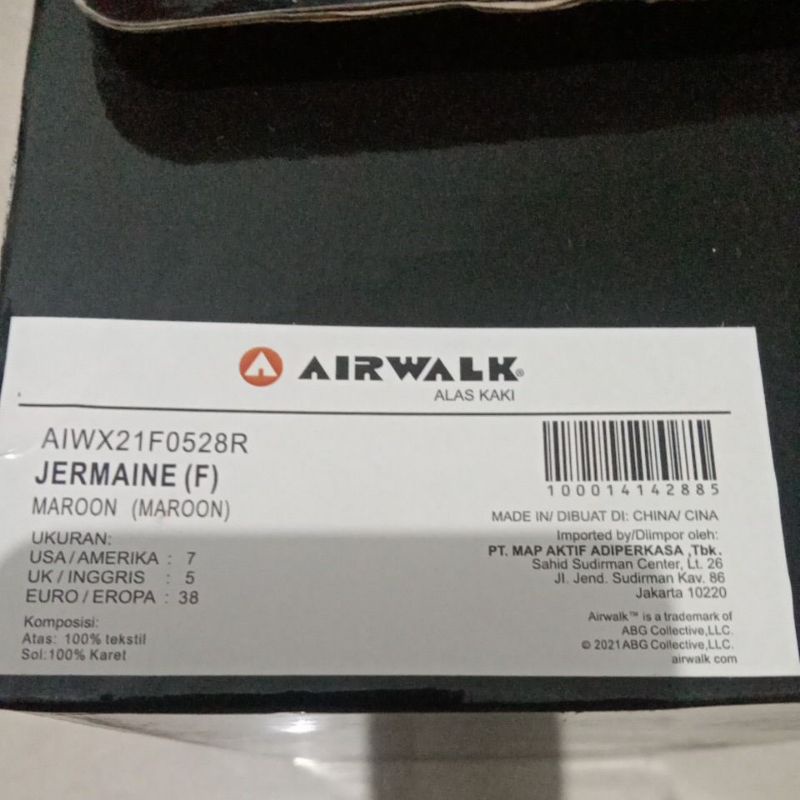 AIRWALK®
ALAS KAKI
AIWX21F0528R
JERMAINE (F)
MAROON (MAROON)
UKURAN:
USA/AMERIKA : 7
UK/INGGRIS : 5
EURO/EROPA : 38
Komposisi:
Atas: 100% tekstil
Sol:100% Karet
100014142885
MADE IN/ DIBUAT DI: CHINA/ CINA
Imported by/Diimpor oleh:
PT. MAP AKTIF ADIPERKASA ,Tbk.
Sahid Sudirman Center, Lt. 26
Jl. Jend. Sudirman Kav. 86
Jakarta 10220
Airwalk™ is a trademark of
ABG Collective,LLC.
© 2021 ABG Collective,LLC.
airwalk com